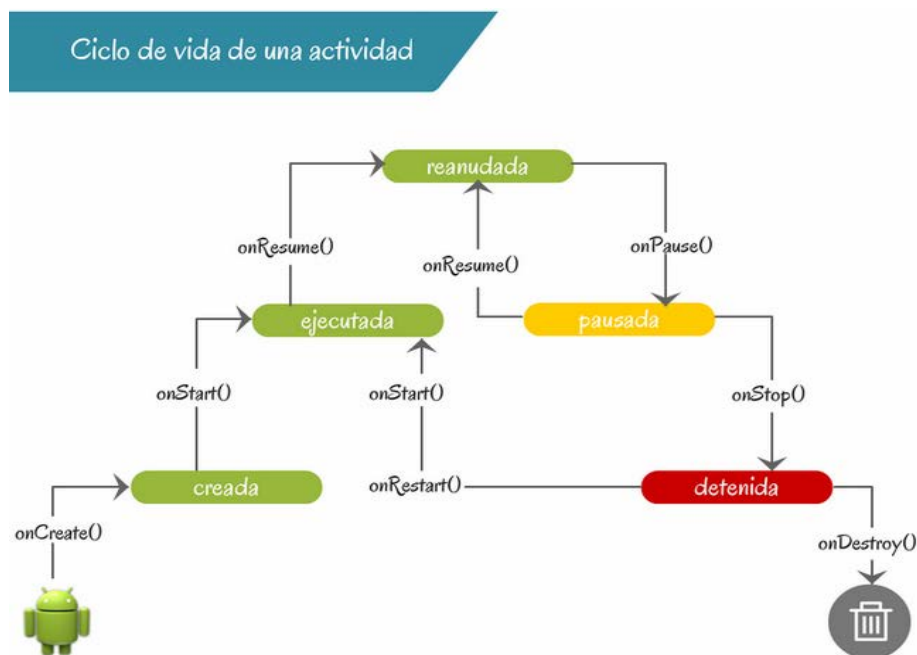 Ciclo de vida de una actividad
reanudada
onResume()
onResume()
onPause()
ejecutada
pausada
onStart()
onStart()
onStop()
creada
onRestart()
detenida
onCreate()
onDestroy()